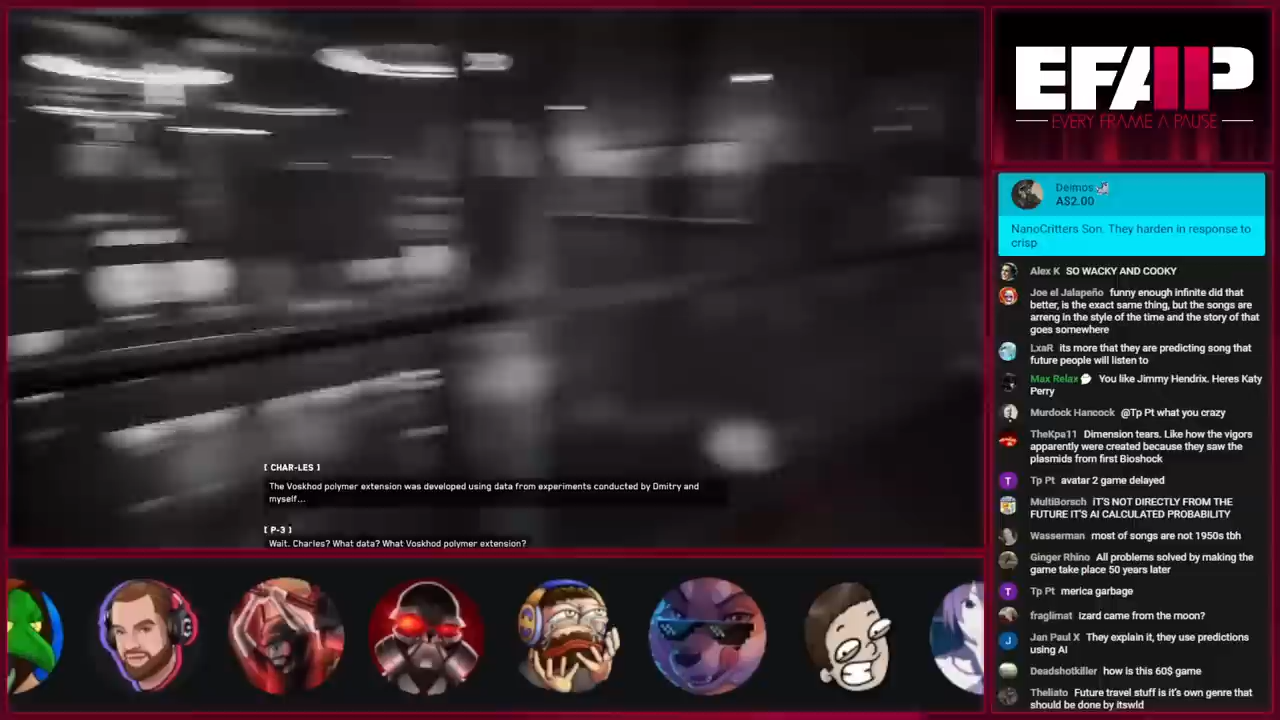 [ CHAR-LES ]
The Voskhod polymer extension was developed using data from experiments conducted by Dmitry and
myself...
[ P-3 ]
Wait. Charles? What data? What Voskhod polymer extension?
EFAP
EVERY FRAME A PAUSE
Deimos
A$2.00
NanoCritters Son. They harden in response to
crisp
Alex K SO WACKY AND COOKY
Joe el Jalapeño funny enough infinite did that
better, is the exact same thing, but the songs are
arreng in the style of the time and the story of that
goes somewhere
LxaR its more that they are predicting song that
future people will listen to
Max Relax You like Jimmy Hendrix. Heres Katy
Perry
Murdock Hancock @Tp Pt what you crazy
TheKpa11 Dimension tears. Like how the vigors
apparently were created because they saw the
plasmids from first Bioshock
T
Tp Pt avatar 2 game delayed
MultiBorsch iT'S NOT DIRECTLY FROM THE
FUTURE IT'S AI CALCULATED PROBABILITY
Wasserman most of songs are not 1950s tbh
Ginger Rhino All problems solved by making the
game take place 50 years later
T
Tp Pt merica garbage
fraglimat Izard came from the moon?
J
Jan Paul X They explain it, they use predictions
using AI
Deadshotkiller how is this 60$ game
Theliato Future travel stuff is it's own genre that
should be done by itswld